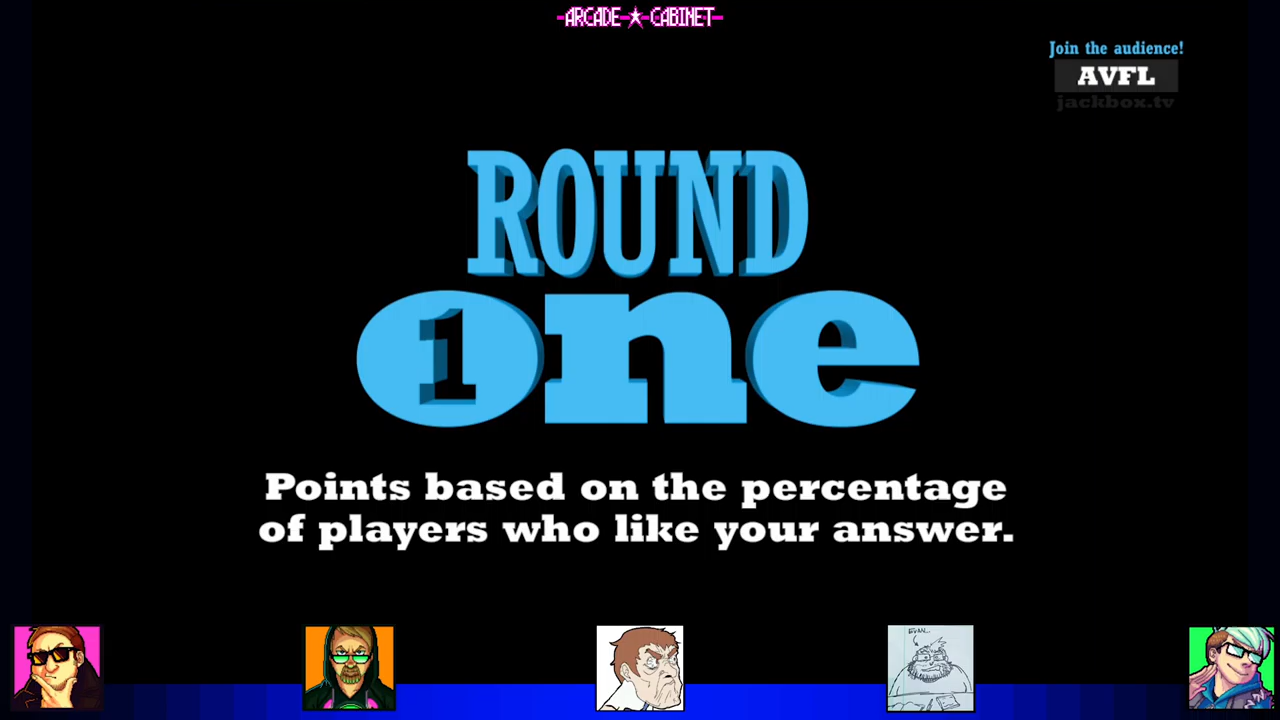 -ARCADE★CABINET-
Join the audience!
AVFL
jackbox.tv
ROUND
One
1
Points based on the percentage
of players who like your answer.